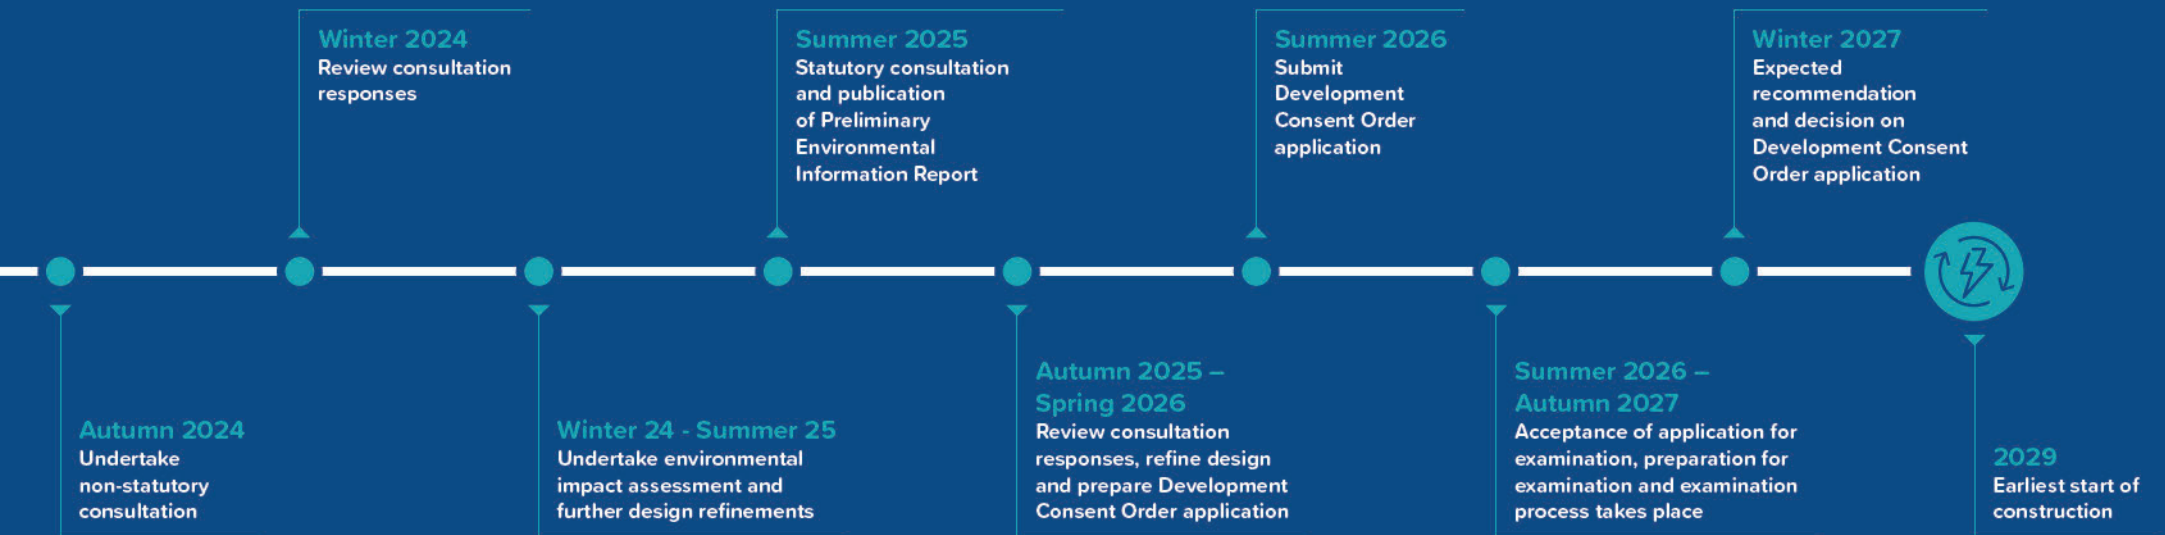 Winter 2024
Review consultation
responses
Summer 2025
Statutory consultation
and publication
of Preliminary
Environmental
Information Report
Summer 2026
Submit
Development
Consent Order
application
Winter 2027
Expected
recommendation
and decision on
Development Consent
Order application
Autumn 2024
Undertake
non-statutory
consultation
Winter 24 - Summer 25
Undertake environmental
impact assessment and
further design refinements
Autumn 2025 –
Spring 2026
Review consultation
responses, refine design
and prepare Development
Consent Order application
Summer 2026 –
Autumn 2027
Acceptance of application for
examination, preparation for
examination and examination
process takes place
2029
Earliest start of
construction